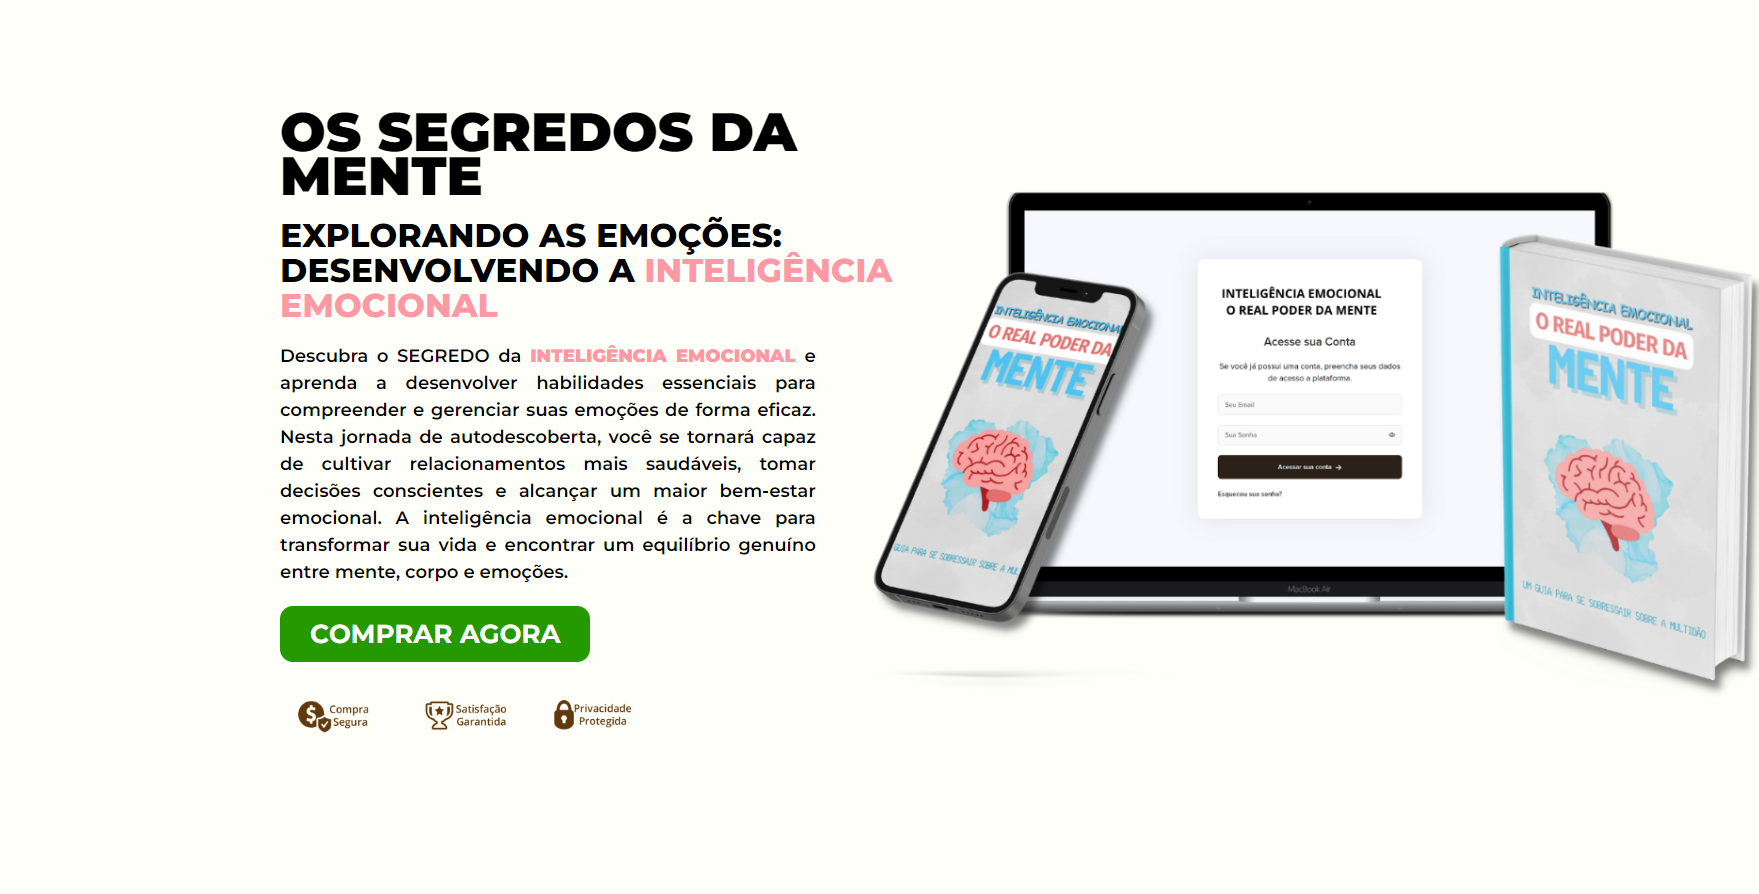 OS SEGREDOS DA
MENTE
EXPLORANDO AS EMOÇÕES:
DESENVOLVENDO A INTELIGÊNCIA
EMOCIONAL
Descubra o SEGREDO da INTELIGÊNCIA EMOCIONAL e
aprenda a desenvolver habilidades essenciais para
compreender e gerenciar suas emoções de forma eficaz.
Nesta jornada de autodescoberta, você se tornará capaz
de cultivar relacionamentos mais saudáveis, tomar
decisões conscientes e alcançar um maior bem-estar
emocional. A inteligência emocional é a chave para
transformar sua vida e encontrar um equilíbrio genuíno
entre mente, corpo e emoções.
COMPRAR AGORA
Compra
Segura
Satisfação
Garantida
Privacidade
Protegida
INTELIGÊNCIA EMOCIONAL
O REAL PODER DA
MENTE
GUIA PARA SE SOBRESSAIR SOBRE A MUL
INTELIGÊNCIA EMOCIONAL
O REAL PODER DA MENTE
Acesse sua Conta
Se você já possui uma conta, preencha seus dados
de acesso a plataforma.
Seu Email
Sua Senha
Acessar sua conta →
Esqueceu sua senha?
MacBook Air
INTELIGÊNCIA EMOCIONAL
O REAL PODER DA
MENTE
UM GUIA PARA SE SOBRESSAIR SOBRE A MULTIDÃO